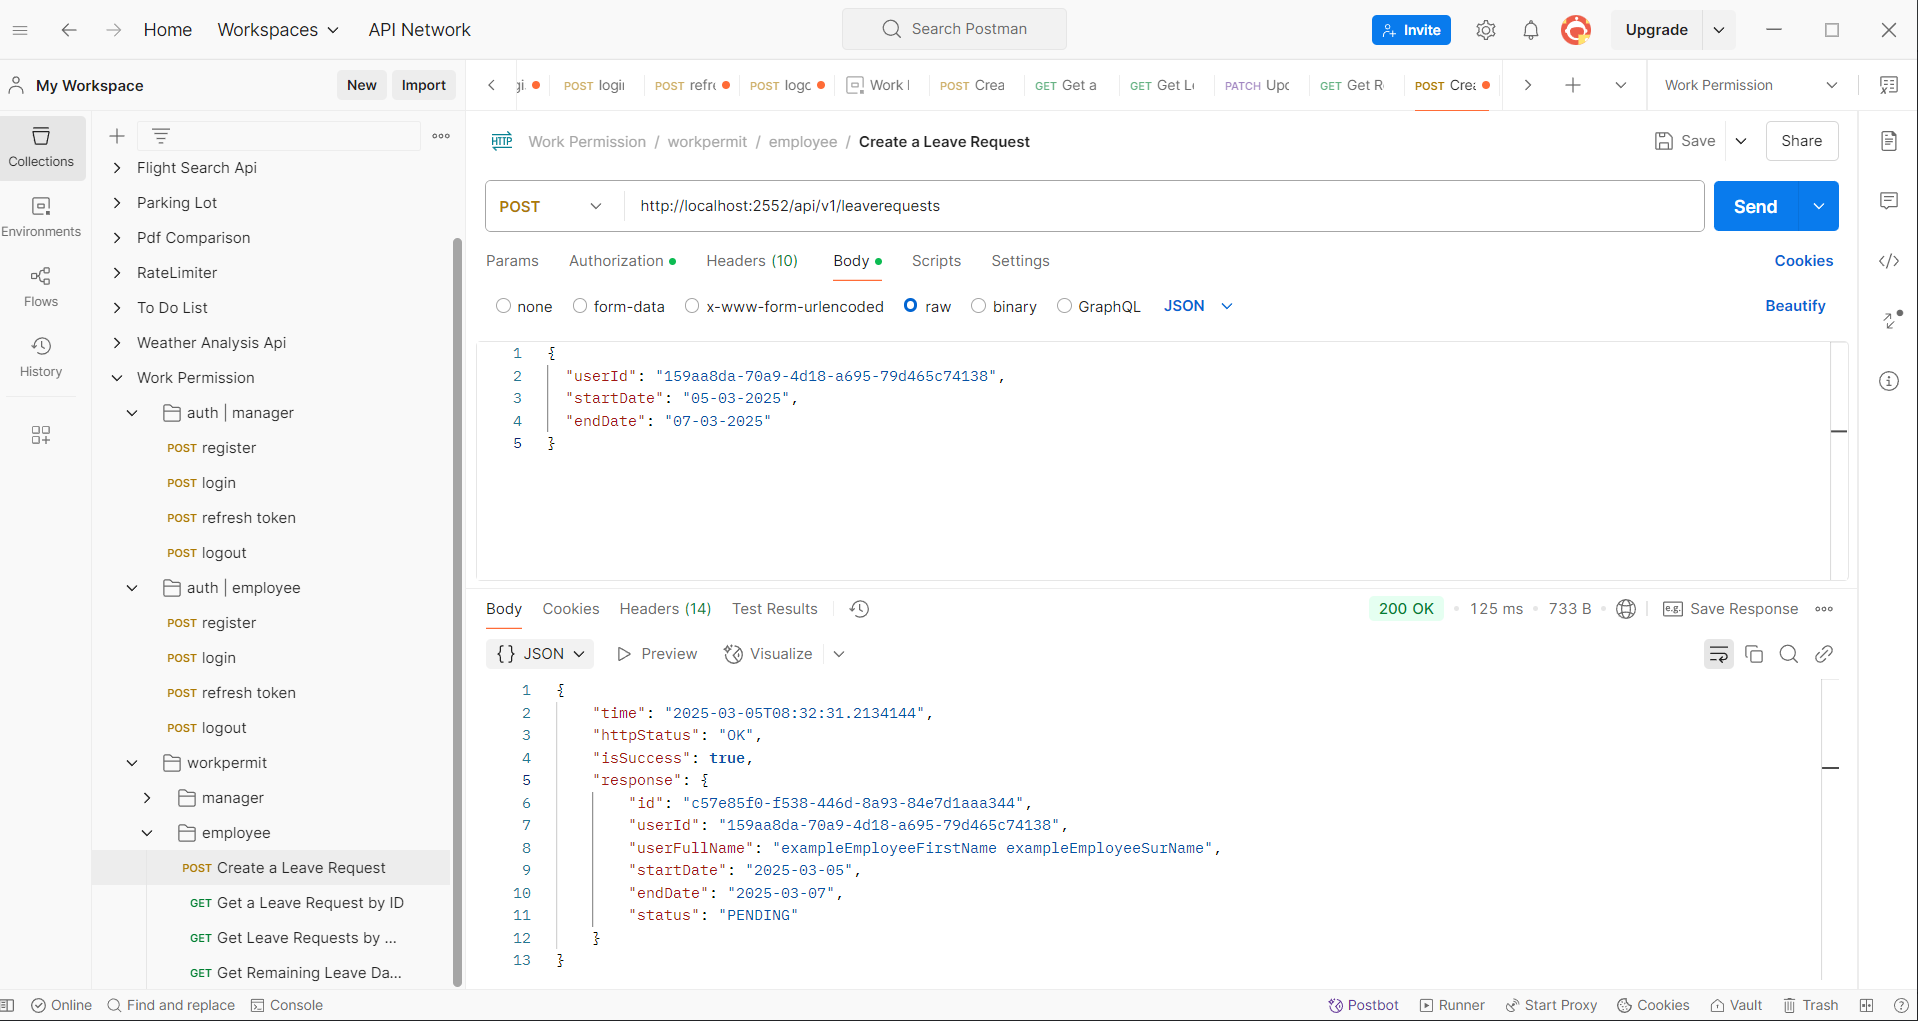 Home Workspaces API Network Search Postman Invite Upgrade
My Workspace New Import
gi. POST login POST refre POST logo Work POST Crea GET Get a GET Get Le PATCH Upd GET Get R POST Crea Work Permission
Collections
Environments
Flows
History
Flight Search Api
Parking Lot
Pdf Comparison
RateLimiter
To Do List
Weather Analysis Api
Work Permission
auth | manager
POST register
POST login
POST refresh token
POST logout
auth | employee
POST register
POST login
POST refresh token
POST logout
workpermit
manager
employee
POST Create a Leave Request
GET Get a Leave Request by ID
GET Get Leave Requests by ...
GET Get Remaining Leave Da...
HTTP Work Permission / workpermit / employee / Create a Leave Request Save Share
POST http://localhost:2552/api/v1/leaverequests Send
Params Authorization Headers (10) Body Scripts Settings Cookies
none form-data x-www-form-urlencoded raw binary GraphQL JSON Beautify
1 {
2 "userId": "159aa8da-70a9-4d18-a695-79d465c74138",
3 "startDate": "05-03-2025",
4 "endDate": "07-03-2025"
5 }
Body Cookies Headers (14) Test Results 200 OK 125 ms 733 B e.g. Save Response
{} JSON Preview Visualize
1 {
2 "time": "2025-03-05T08:32:31.2134144",
3 "httpStatus": "OK",
4 "isSuccess": true,
5 "response": {
6 "id": "c57e85f0-f538-446d-8a93-84e7d1aaa344",
7 "userId": "159aa8da-70a9-4d18-a695-79d465c74138",
8 "userFullName": "exampleEmployeeFirstName exampleEmployeeSurName",
9 "startDate": "2025-03-05",
10 "endDate": "2025-03-07",
11 "status": "PENDING"
12 }
13 }
Online Find and replace Console Postbot Runner Start Proxy Cookies Vault Trash